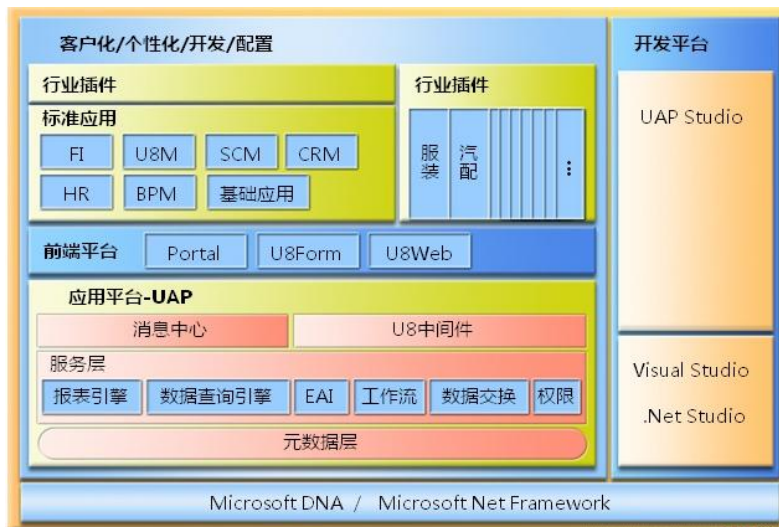 客户化/个性化/开发/配置
开发平台
行业插件
行业插件
标准应用
FI U8M SCM CRM
HR BPM 基础应用
服装 汽配 ⋮
UAP Studio
前端平台 Portal U8Form U8Web
应用平台-UAP
消息中心 U8中间件
服务层
报表引擎 数据查询引擎 EAI 工作流 数据交换 权限
元数据层
Visual Studio
.Net Studio
Microsoft DNA / Microsoft Net Framework